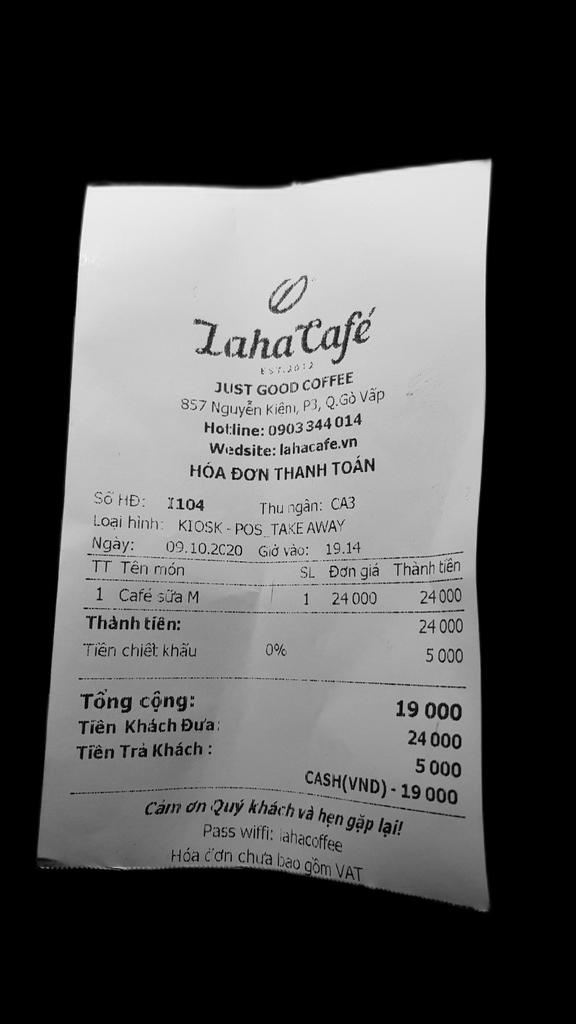 Laha Café
EST.2012
JUST GOOD COFFEE
857 Nguyễn Kiệm, P3, Q.Gò Vấp
Hotline: 0903 344 014
Wedsite: lahacafe.vn
HÓA ĐƠN THANH TOÁN
Số HĐ: I104 Thu ngân: CA3
Loại hình: KIOSK - POS_TAKE AWAY
Ngày: 09.10.2020 Giờ vào: 19.14
TT Tên món SL Đơn giá Thành tiền
1 Café sữa M 1 24 000 24 000
Thành tiền: 24 000
Tiền chiết khấu 0% 5 000
Tổng cộng: 19 000
Tiền Khách Đưa: 24 000
Tiền Trả Khách : 5 000
CASH(VND) - 19 000
Cảm ơn Quý khách và hẹn gặp lại!
Pass wiffi: lahacoffee
Hóa đơn chưa bao gồm VAT